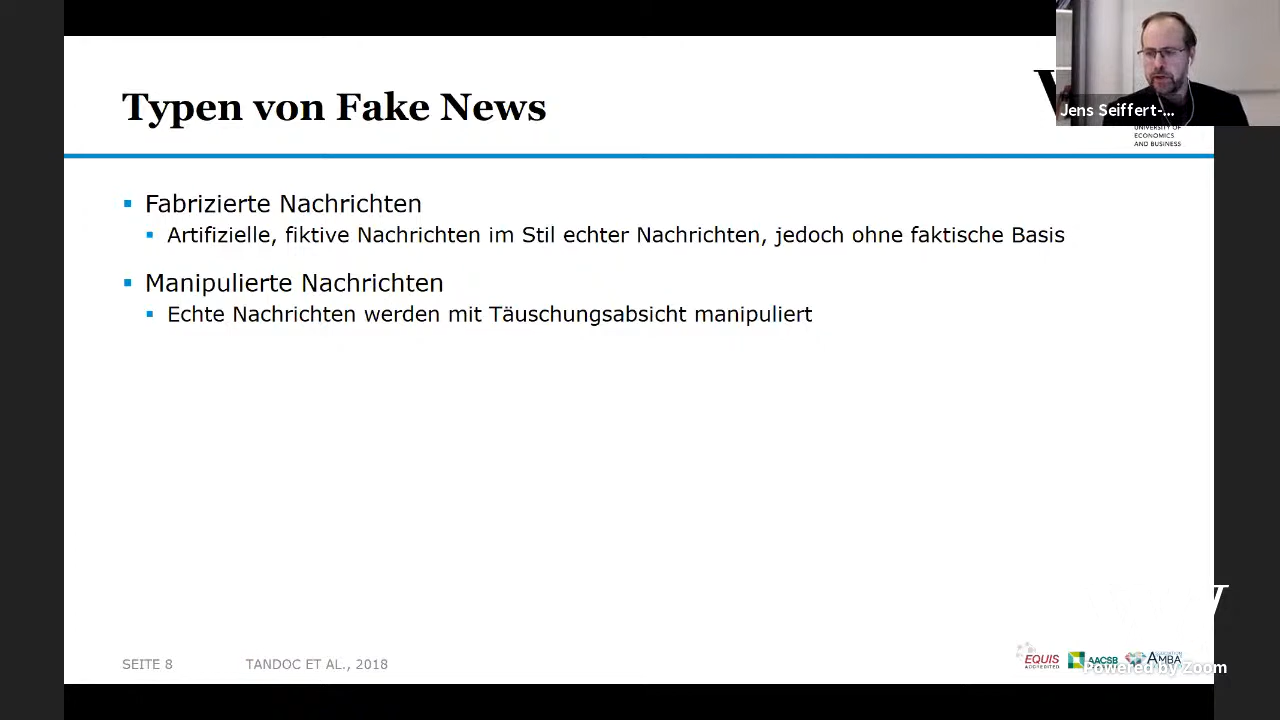 Typen von Fake News
Jens Seiffert-...
UNIVERSITY OF
ECONOMICS
AND BUSINESS
Fabrizierte Nachrichten
Artifizielle, fiktive Nachrichten im Stil echter Nachrichten, jedoch ohne faktische Basis
Manipulierte Nachrichten
Echte Nachrichten werden mit Täuschungsabsicht manipuliert
SEITE 8
TANDOC ET AL., 2018
EQUIS
ACCREDITED
AACSB
AMBA
Powered by Zoom